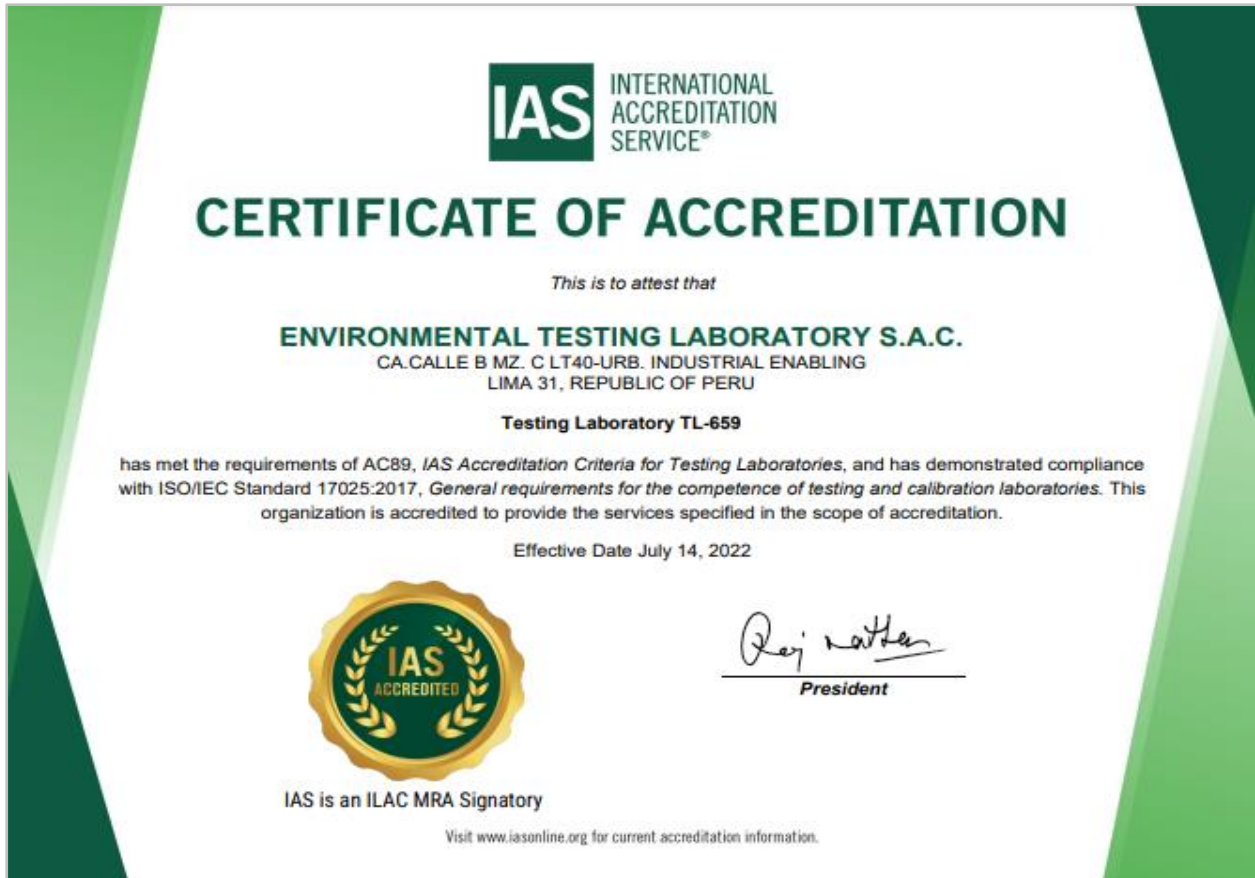 IAS INTERNATIONAL
ACCREDITATION
SERVICE®
CERTIFICATE OF ACCREDITATION
This is to attest that
ENVIRONMENTAL TESTING LABORATORY S.A.C.
CA.CALLE B MZ. C LT40-URB. INDUSTRIAL ENABLING
LIMA 31, REPUBLIC OF PERU
Testing Laboratory TL-659
has met the requirements of AC89, IAS Accreditation Criteria for Testing Laboratories, and has demonstrated compliance
with ISO/IEC Standard 17025:2017, General requirements for the competence of testing and calibration laboratories. This
organization is accredited to provide the services specified in the scope of accreditation.
Effective Date July 14, 2022
IAS
ACCREDITED
President
IAS is an ILAC MRA Signatory
Visit www.iasonline.org for current accreditation information.